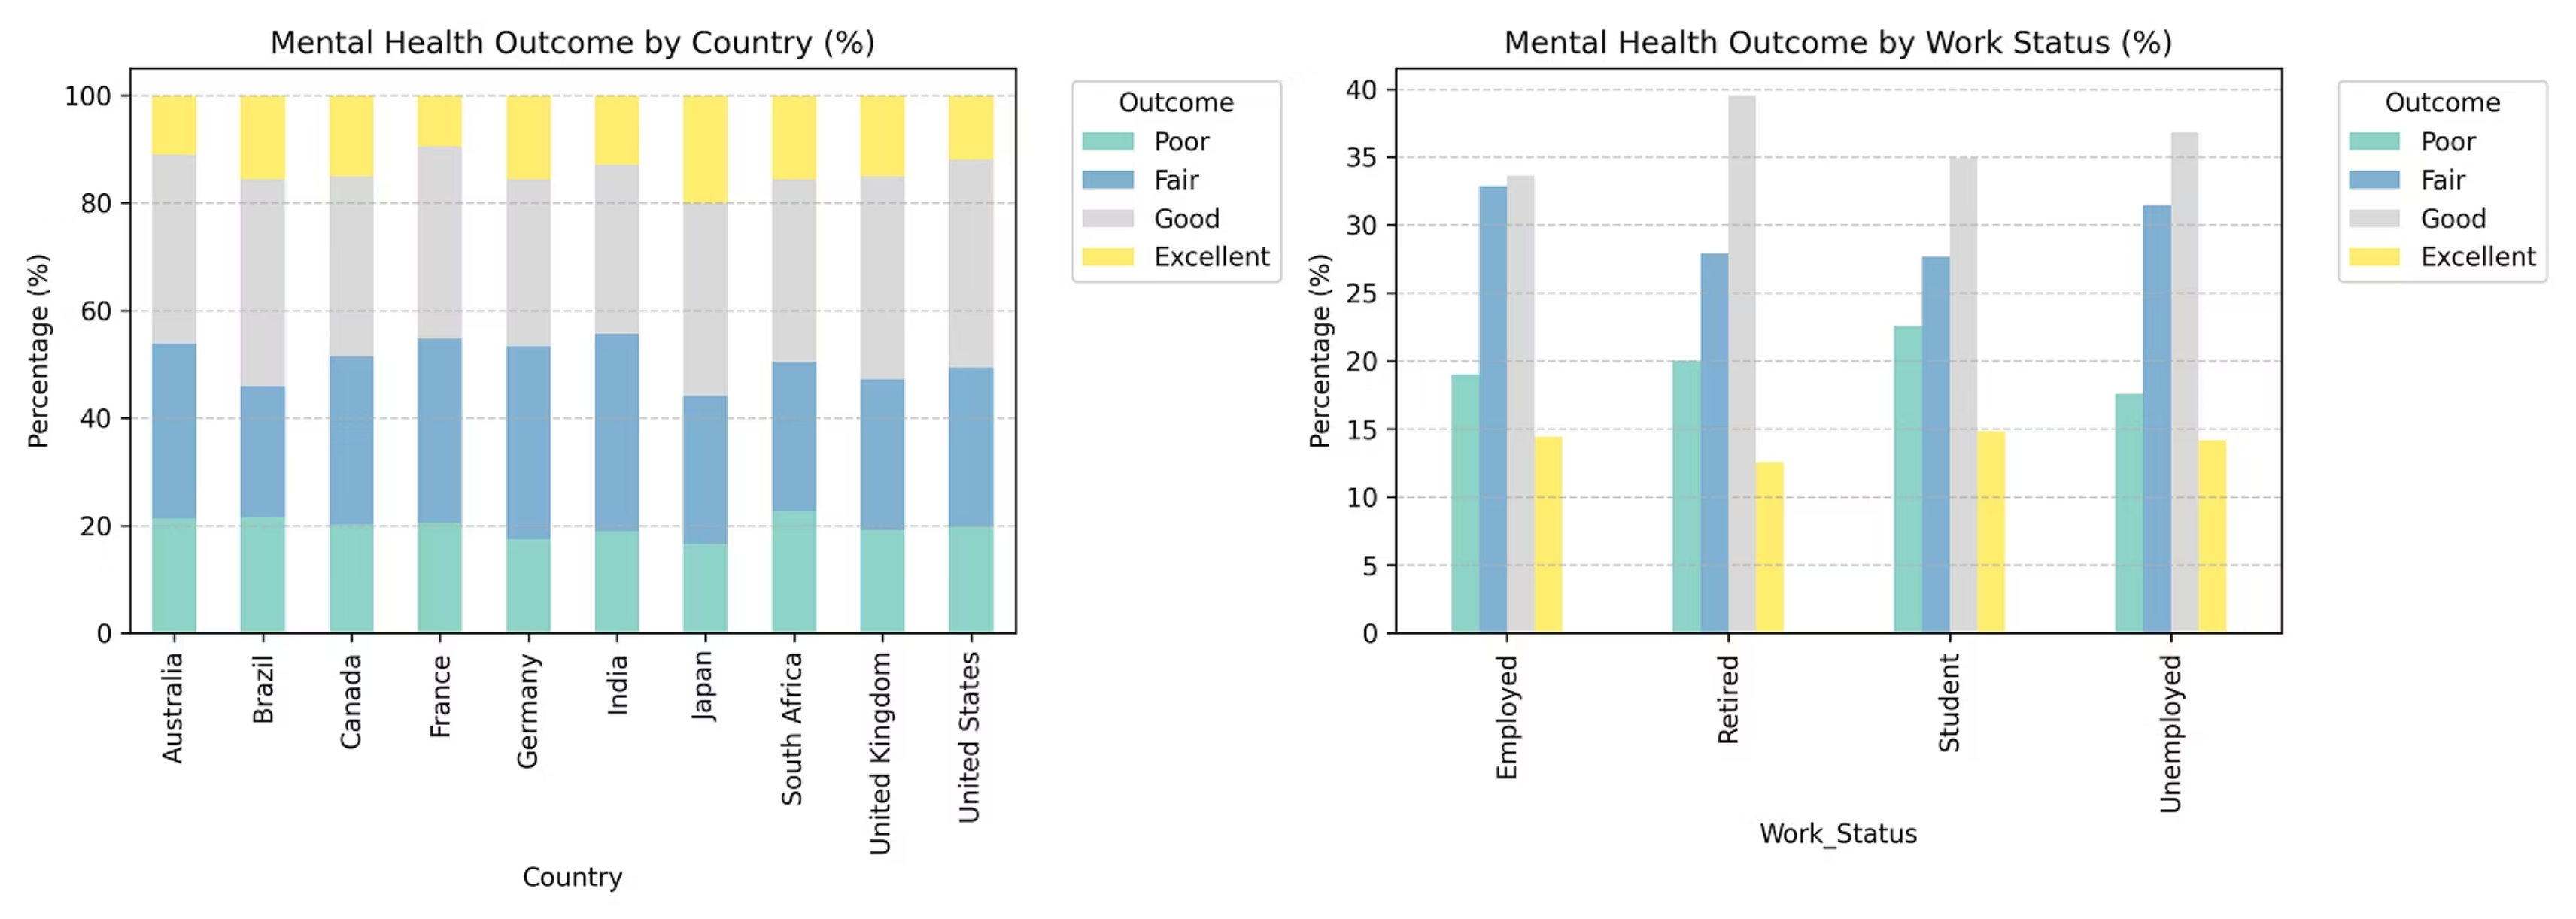 Mental Health Outcome by Country (%)
Percentage (%)
100
80
60
40
20
0
Australia
Brazil
Canada
France
Germany
India
Japan
South Africa
United Kingdom
United States
Country
Outcome
Poor
Fair
Good
Excellent
Mental Health Outcome by Work Status (%)
Percentage (%)
40
35
30
25
20
15
10
5
0
Employed
Retired
Student
Unemployed
Work_Status
Outcome
Poor
Fair
Good
Excellent